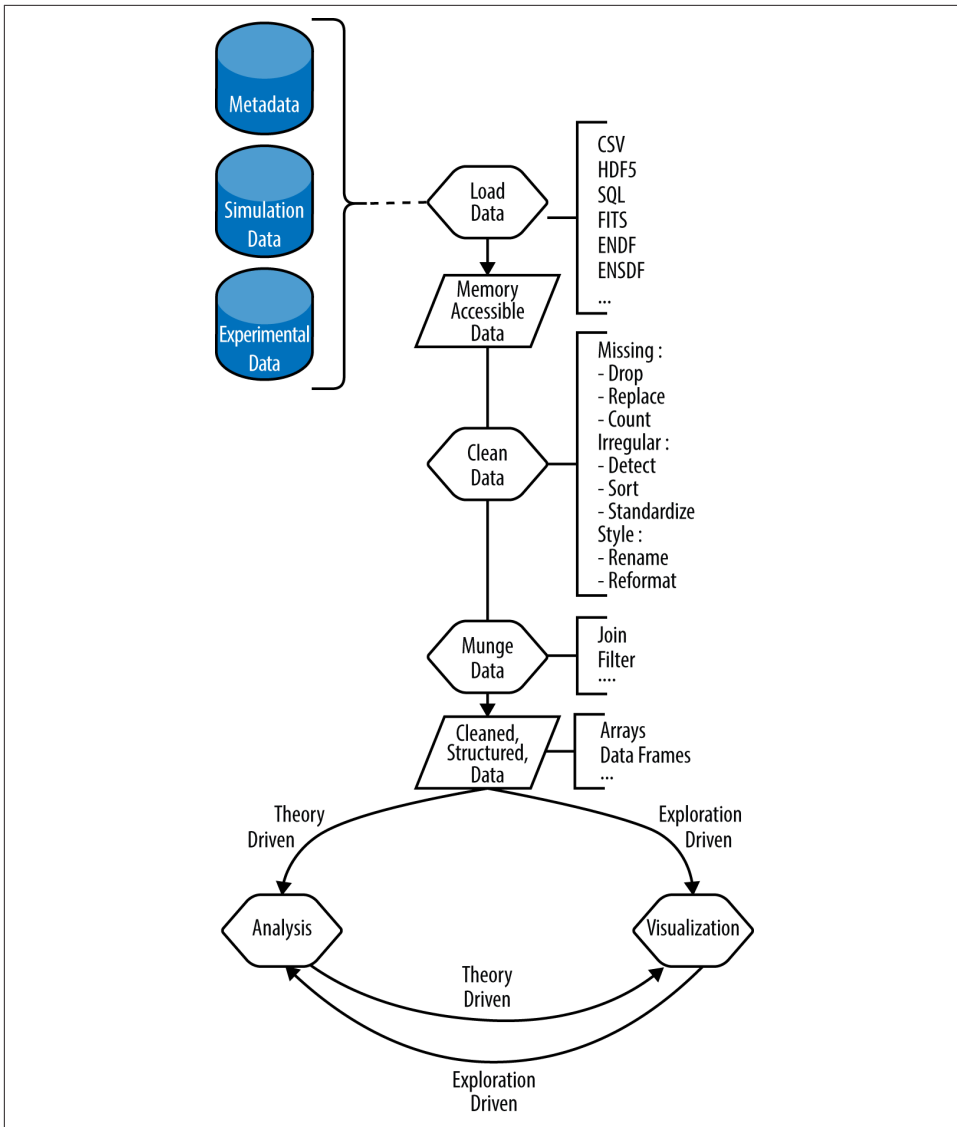 Metadata
Simulation
Data
Experimental
Data
Load
Data
CSV
HDF5
SQL
FITS
ENDF
ENSDF
...
Memory
Accessible
Data
Clean
Data
Missing :
- Drop
- Replace
- Count
Irregular :
- Detect
- Sort
- Standardize
Style :
- Rename
- Reformat
Munge
Data
Join
Filter
....
Cleaned,
Structured,
Data
Arrays
Data Frames
...
Theory
Driven
Exploration
Driven
Analysis
Visualization
Theory
Driven
Exploration
Driven